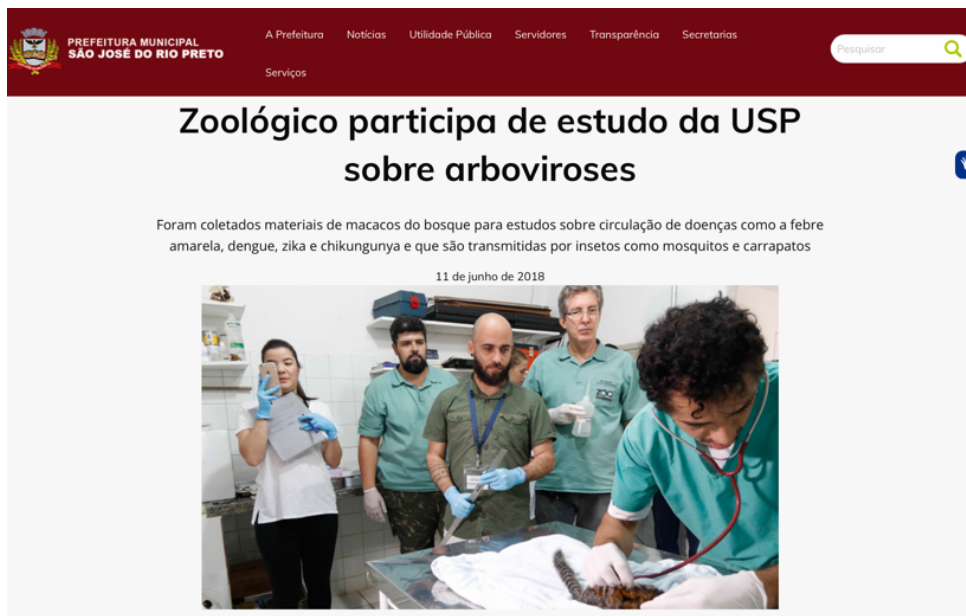 PREFEITURA MUNICIPAL
SÃO JOSÉ DO RIO PRETO
A Prefeitura
Notícias
Utilidade Pública
Servidores
Transparência
Secretarias
Serviços
Pesquisar
Zoológico participa de estudo da USP
sobre arboviroses
Foram coletados materiais de macacos do bosque para estudos sobre circulação de doenças como a febre
amarela, dengue, zika e chikungunya e que são transmitidas por insetos como mosquitos e carrapatos
11 de junho de 2018